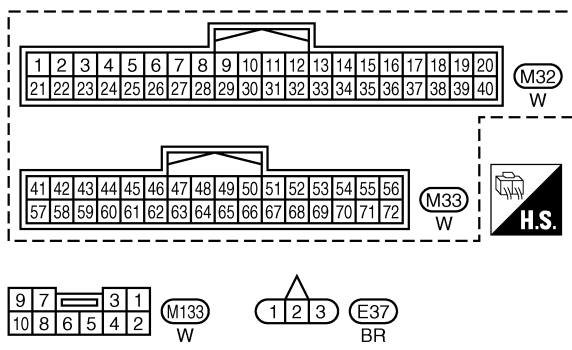 1 2 3 4 5 6 7 8 9 10 11 12 13 14 15 16 17 18 19 20
21 22 23 24 25 26 27 28 29 30 31 32 33 34 35 36 37 38 39 40
M32
W
41 42 43 44 45 46 47 48 49 50 51 52 53 54 55 56
57 58 59 60 61 62 63 64 65 66 67 68 69 70 71 72
M33
W
H.S.
9 7 3 1
10 8 6 5 4 2
M133
W
1 2 3
E37
BR